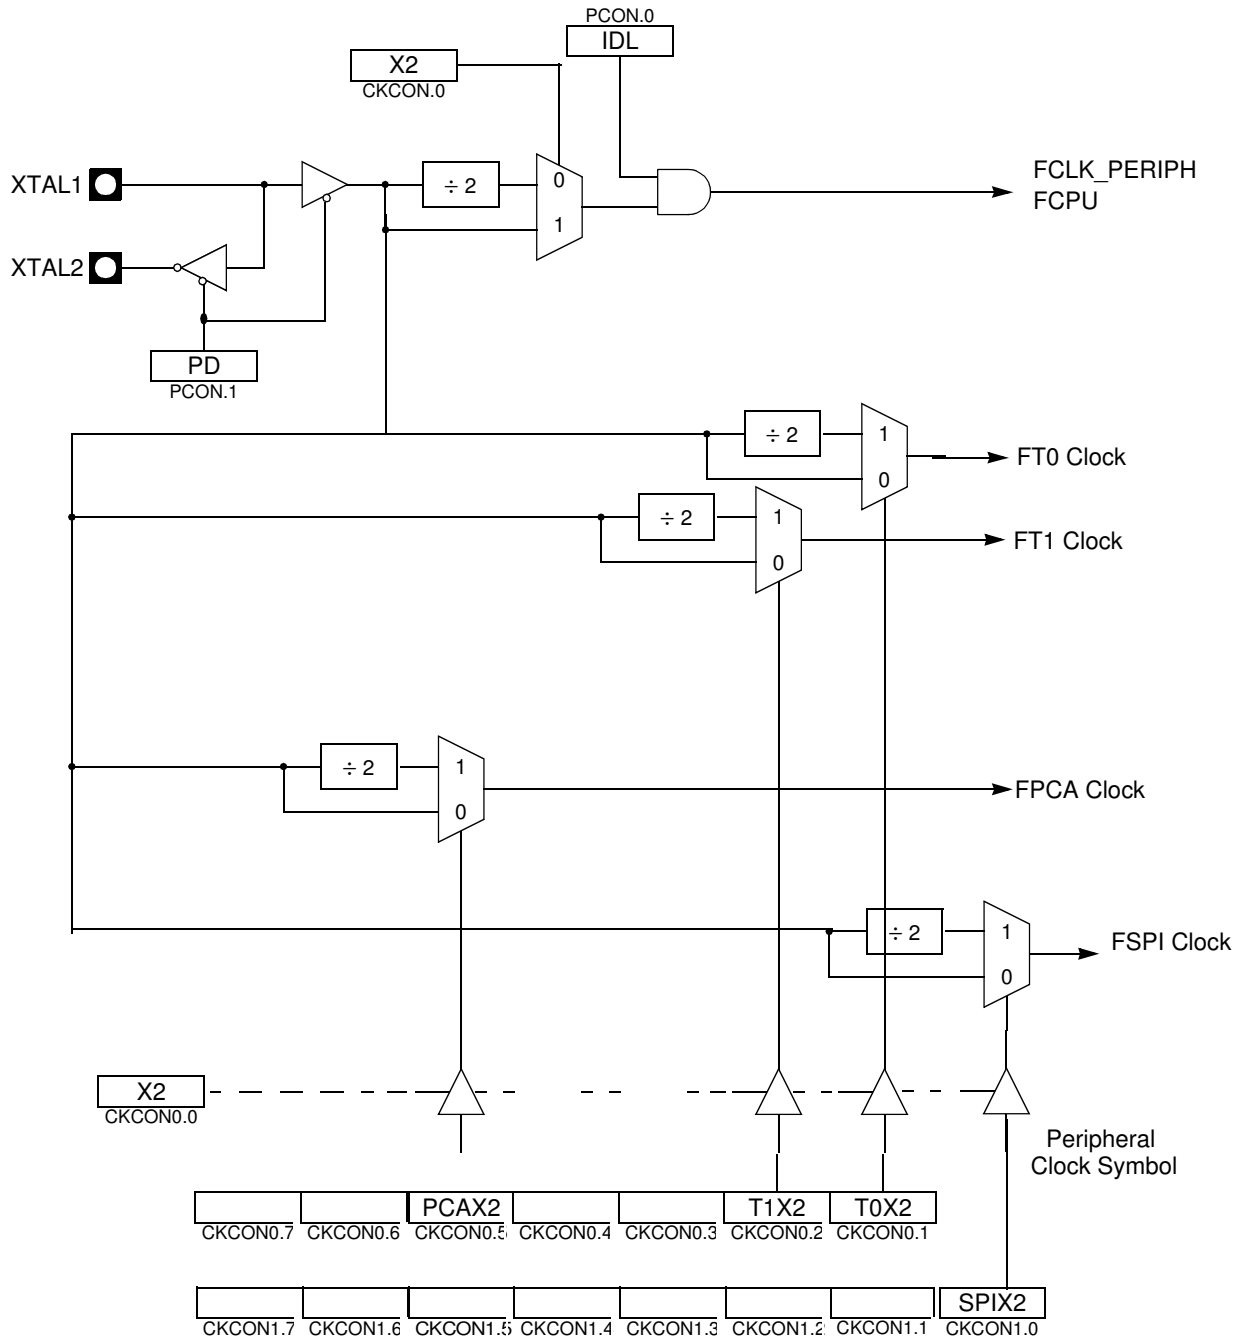 PCON.0
IDL
X2
CKCON.0
XTAL1
÷ 2
0
1
FCLK_PERIPH
FCPU
XTAL2
PD
PCON.1
÷ 2
1
0
FT0 Clock
÷ 2
1
0
FT1 Clock
÷ 2
1
0
FPCA Clock
÷ 2
1
0
FSPI Clock
X2
CKCON0.0
Peripheral
Clock Symbol
PCAX2
T1X2
T0X2
CKCON0.7
CKCON0.6
CKCON0.5
CKCON0.4
CKCON0.3
CKCON0.2
CKCON0.1
SPIX2
CKCON1.7
CKCON1.6
CKCON1.5
CKCON1.4
CKCON1.3
CKCON1.2
CKCON1.1
CKCON1.0